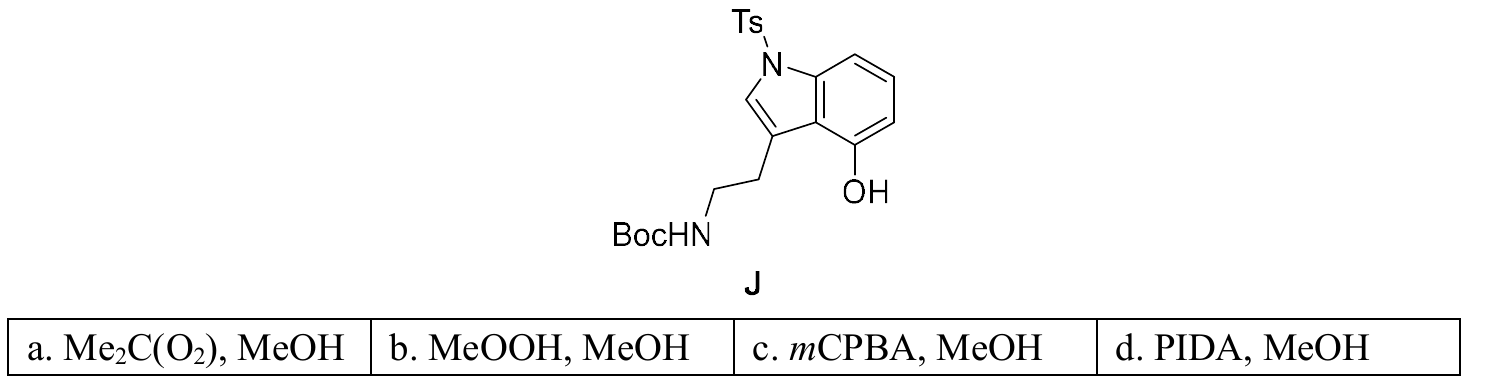 Ts
N
OH
BocHN
J
a. Me₂C(O₂), MeOH b. MeOOH, MeOH c. mCPBA, MeOH d. PIDA, MeOH